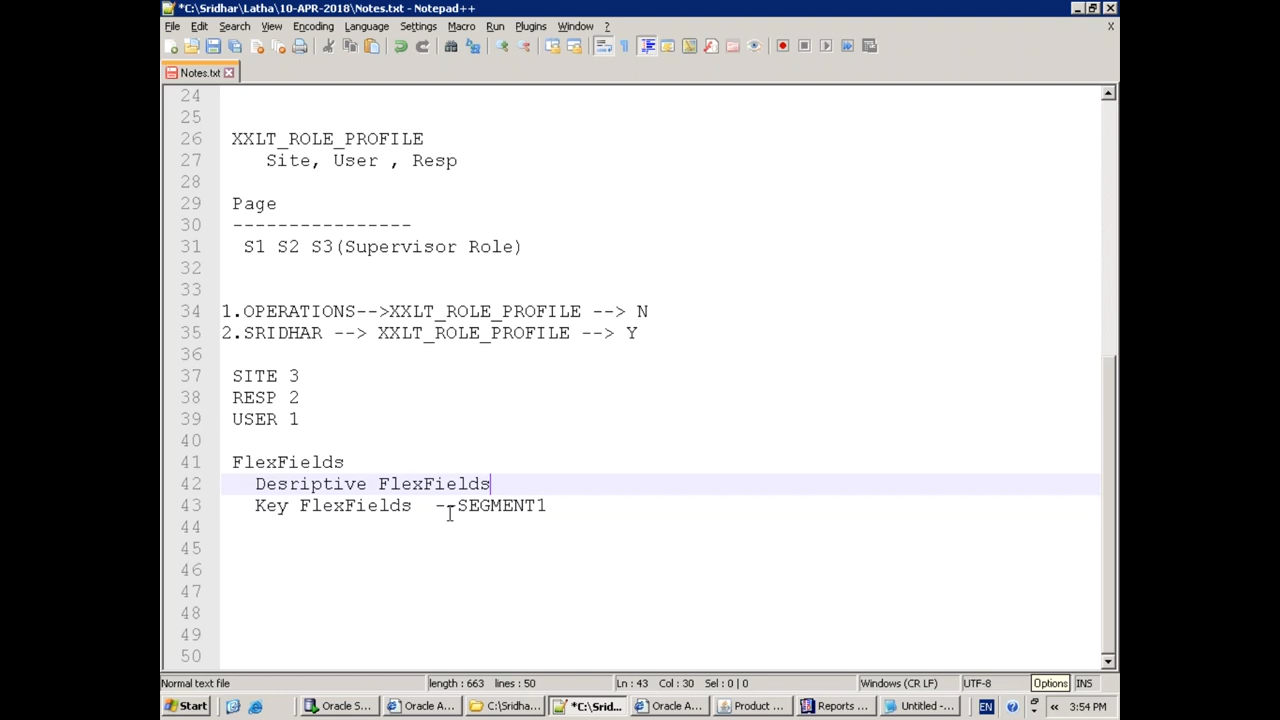 *C:\Sridhar\Latha\10-APR-2018\Notes.txt - Notepad++
File Edit Search View Encoding Language Settings Macro Run Plugins Window ? X
Notes.txt
24
25
26 XXLT_ROLE_PROFILE
27 Site, User , Resp
28
29 Page
30 ----------------
31 S1 S2 S3(Supervisor Role)
32
33
34 1.OPERATIONS-->XXLT_ROLE_PROFILE --> N
35 2.SRIDHAR --> XXLT_ROLE_PROFILE --> Y
36
37 SITE 3
38 RESP 2
39 USER 1
40
41 FlexFields
42 Desriptive FlexFields
43 Key FlexFields --SEGMENT1
44
45
46
47
48
49
50
Normal text file length : 663 lines : 50 Ln : 43 Col : 30 Sel : 0 | 0 Windows (CR LF) UTF-8 Options INS
Start Oracle S... Oracle A... C:\Sridha... *C:\Srid... Oracle A... Product ... Reports ... Untitled -... EN « 3:54 PM